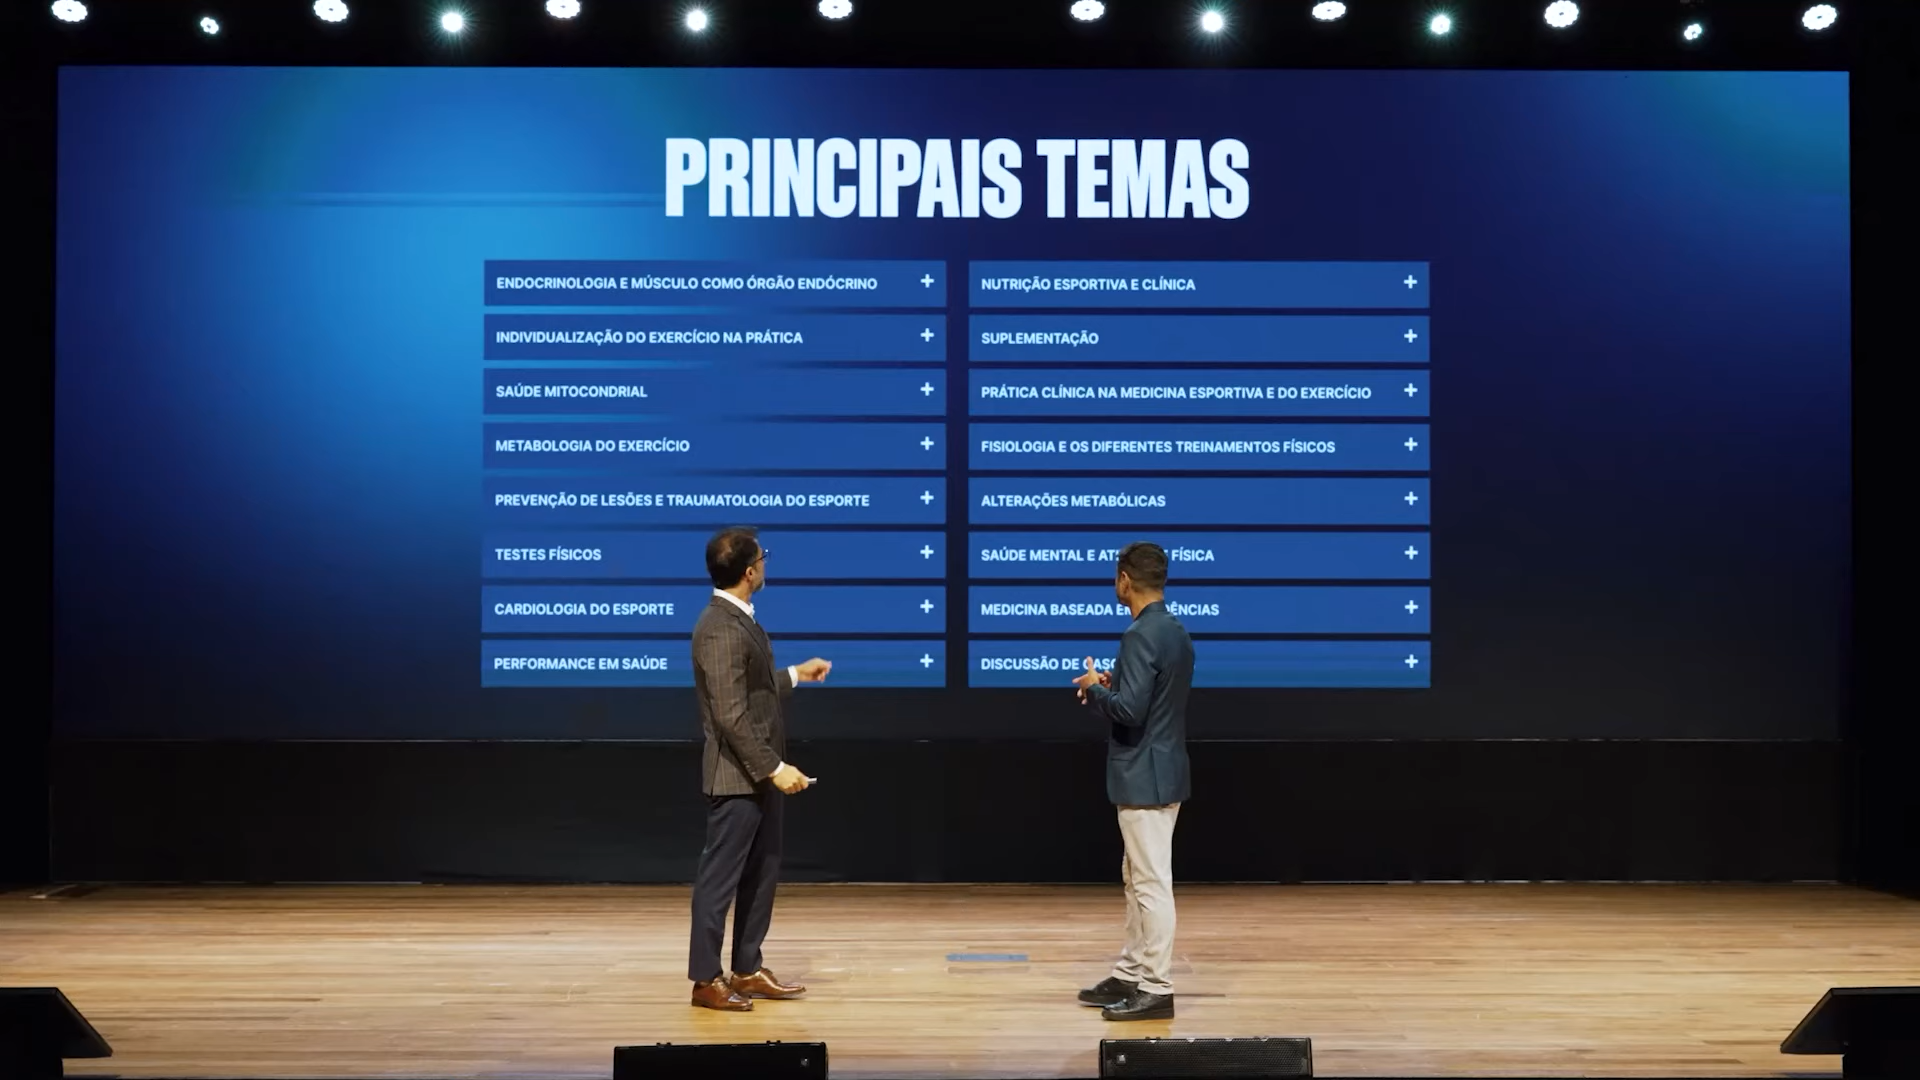 PRINCIPAIS TEMAS
ENDOCRINOLOGIA E MÚSCULO COMO ÓRGÃO ENDÓCRINO +
INDIVIDUALIZAÇÃO DO EXERCÍCIO NA PRÁTICA +
SAÚDE MITOCONDRIAL +
METABOLOGIA DO EXERCÍCIO +
PREVENÇÃO DE LESÕES E TRAUMATOLOGIA DO ESPORTE +
TESTES FÍSICOS +
CARDIOLOGIA DO ESPORTE +
PERFORMANCE EM SAÚDE +
NUTRIÇÃO ESPORTIVA E CLÍNICA +
SUPLEMENTAÇÃO +
PRÁTICA CLÍNICA NA MEDICINA ESPORTIVA E DO EXERCÍCIO +
FISIOLOGIA E OS DIFERENTES TREINAMENTOS FÍSICOS +
ALTERAÇÕES METABÓLICAS +
SAÚDE MENTAL E FÍSICA +
MEDICINA BASEADA +
DISCUSSÃO DE +